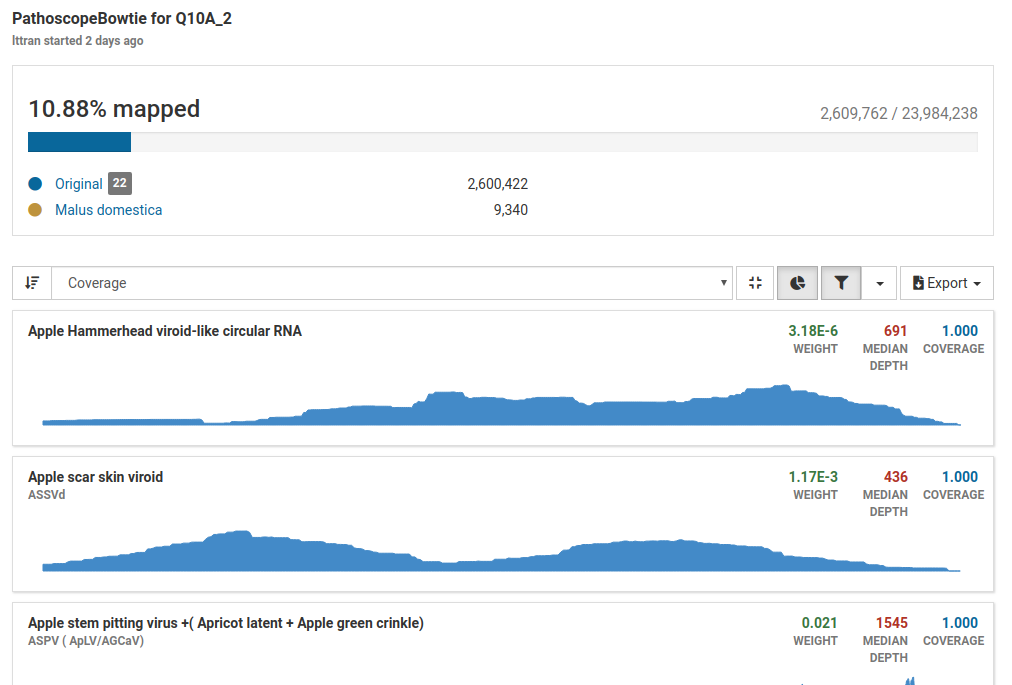 PathoscopeBowtie for Q10A_2
lttran started 2 days ago
10.88% mapped
2,609,762 / 23,984,238
Original 22 2,600,422
Malus domestica 9,340
Coverage
Export
Apple Hammerhead viroid-like circular RNA
3.18E-6 691 1.000
WEIGHT MEDIAN DEPTH COVERAGE
Apple scar skin viroid
ASSVd
1.17E-3 436 1.000
WEIGHT MEDIAN DEPTH COVERAGE
Apple stem pitting virus +( Apricot latent + Apple green crinkle)
ASPV ( ApLV/AGCaV)
0.021 1545 1.000
WEIGHT MEDIAN DEPTH COVERAGE